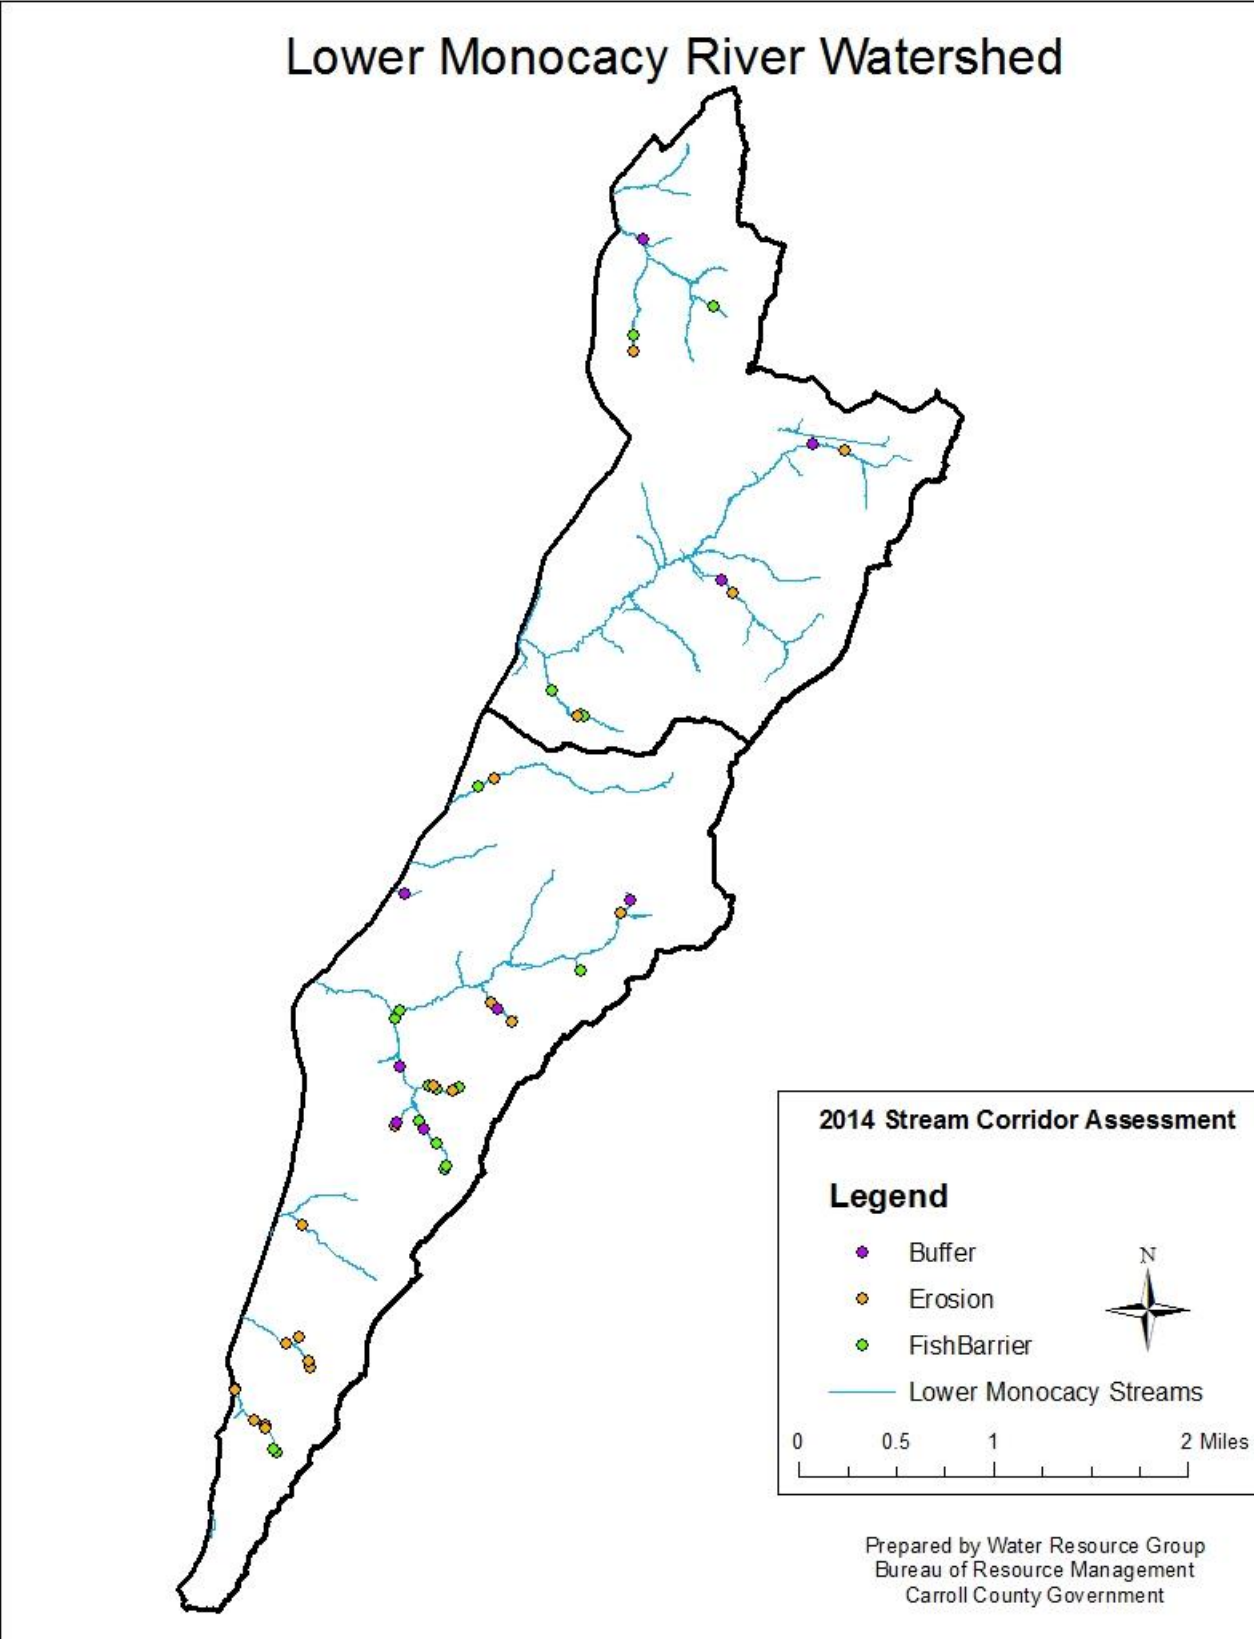 Lower Monocacy River Watershed
2014 Stream Corridor Assessment
Legend
Buffer
Erosion
FishBarrier
Lower Monocacy Streams
N
0 0.5 1 2 Miles
Prepared by Water Resource Group
Bureau of Resource Management
Carroll County Government